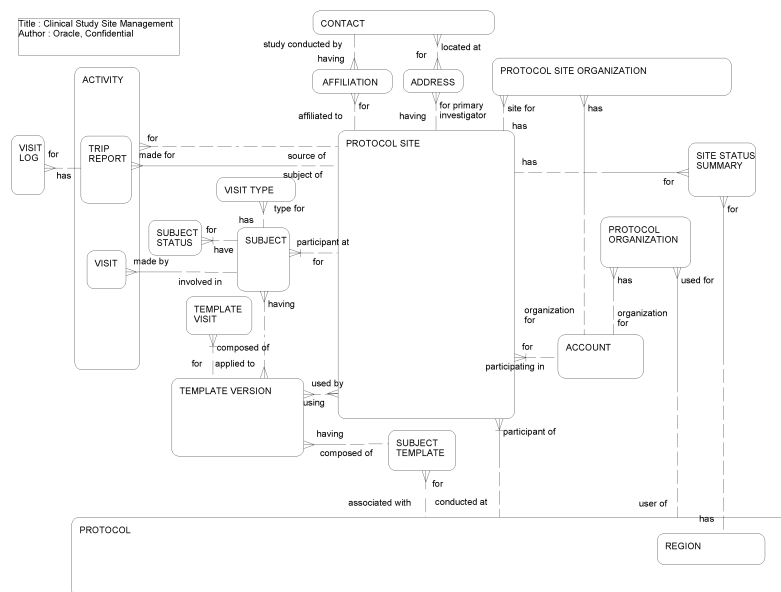 Title : Clinical Study Site Management
Author : Oracle, Confidential
CONTACT
study conducted by
located at
having
for
ACTIVITY
AFFILIATION
ADDRESS
PROTOCOL SITE ORGANIZATION
for
affiliated to
having
for primary
investigator
site for
has
has
VISIT
LOG
for
has
TRIP
REPORT
for
made for
source of
subject of
PROTOCOL SITE
has
for
SITE STATUS
SUMMARY
for
VISIT TYPE
type for
has
SUBJECT
STATUS
for
have
SUBJECT
participant at
for
PROTOCOL
ORGANIZATION
VISIT
made by
involved in
having
has
used for
TEMPLATE
VISIT
composed of
for
applied to
organization
for
organization
for
for
participating in
ACCOUNT
TEMPLATE VERSION
used by
using
having
composed of
SUBJECT
TEMPLATE
participant of
for
associated with
conducted at
user of
has
PROTOCOL
REGION